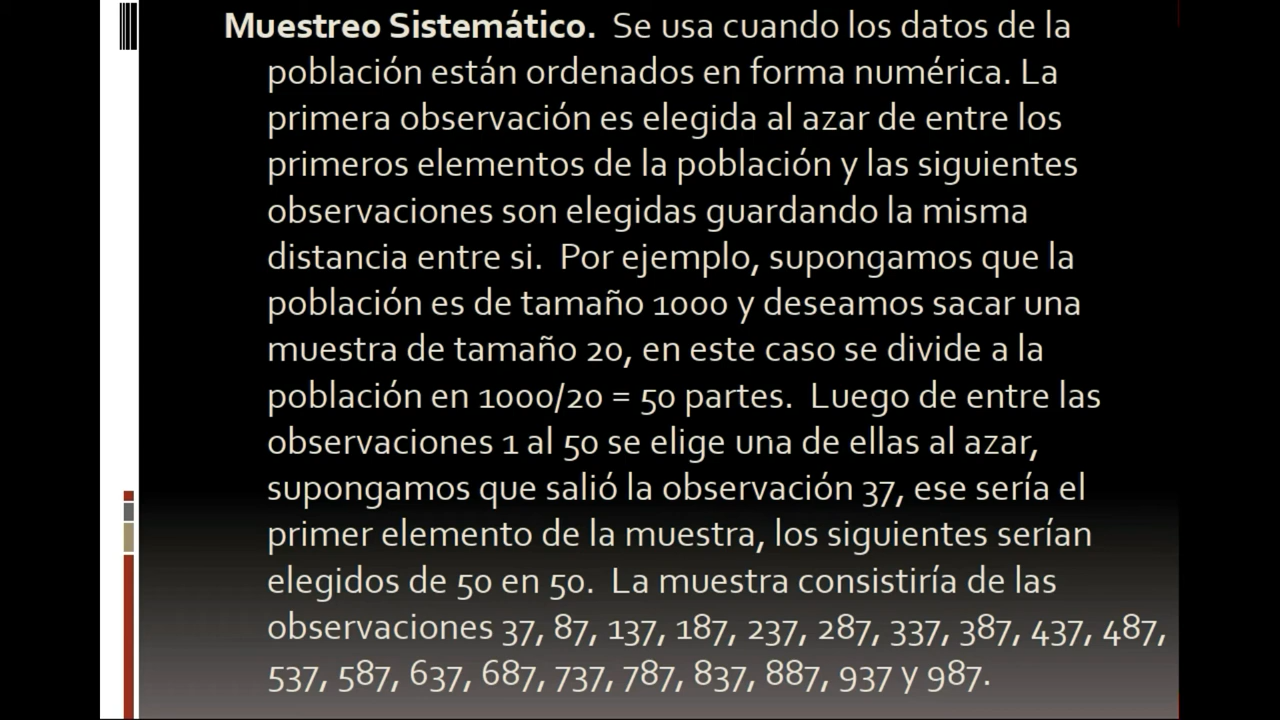 Muestreo Sistemático. Se usa cuando los datos de la
población están ordenados en forma numérica. La
primera observación es elegida al azar de entre los
primeros elementos de la población y las siguientes
observaciones son elegidas guardando la misma
distancia entre si. Por ejemplo, supongamos que la
población es de tamaño 1000 y deseamos sacar una
muestra de tamaño 20, en este caso se divide a la
población en 1000/20 = 50 partes. Luego de entre las
observaciones 1 al 50 se elige una de ellas al azar,
supongamos que salió la observación 37, ese sería el
primer elemento de la muestra, los siguientes serían
elegidos de 50 en 50. La muestra consistiría de las
observaciones 37, 87, 137, 187, 237, 287, 337, 387, 437, 487,
537, 587, 637, 687, 737, 787, 837, 887, 937 y 987.